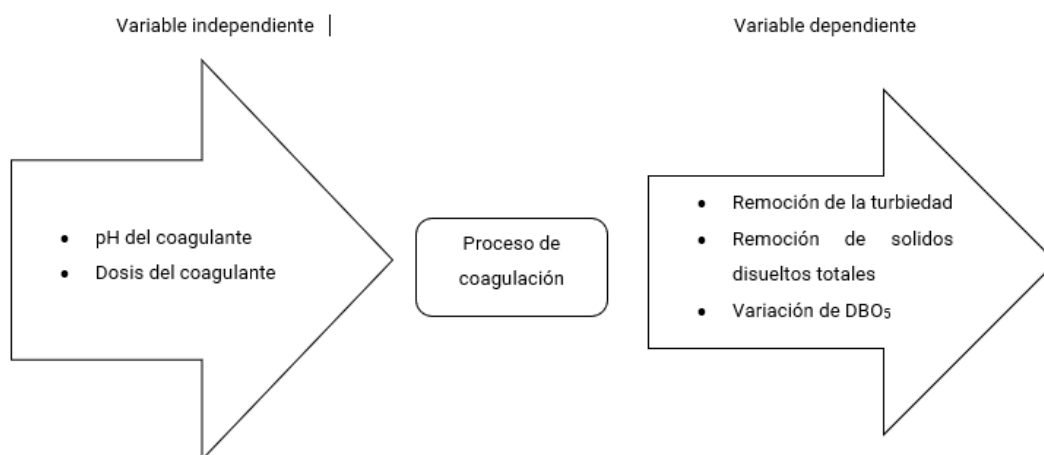 Variable independiente
Variable dependiente
• pH del coagulante
• Dosis del coagulante
Proceso de
coagulación
• Remoción de la turbiedad
• Remoción de solidos
disueltos totales
• Variación de DBO₅